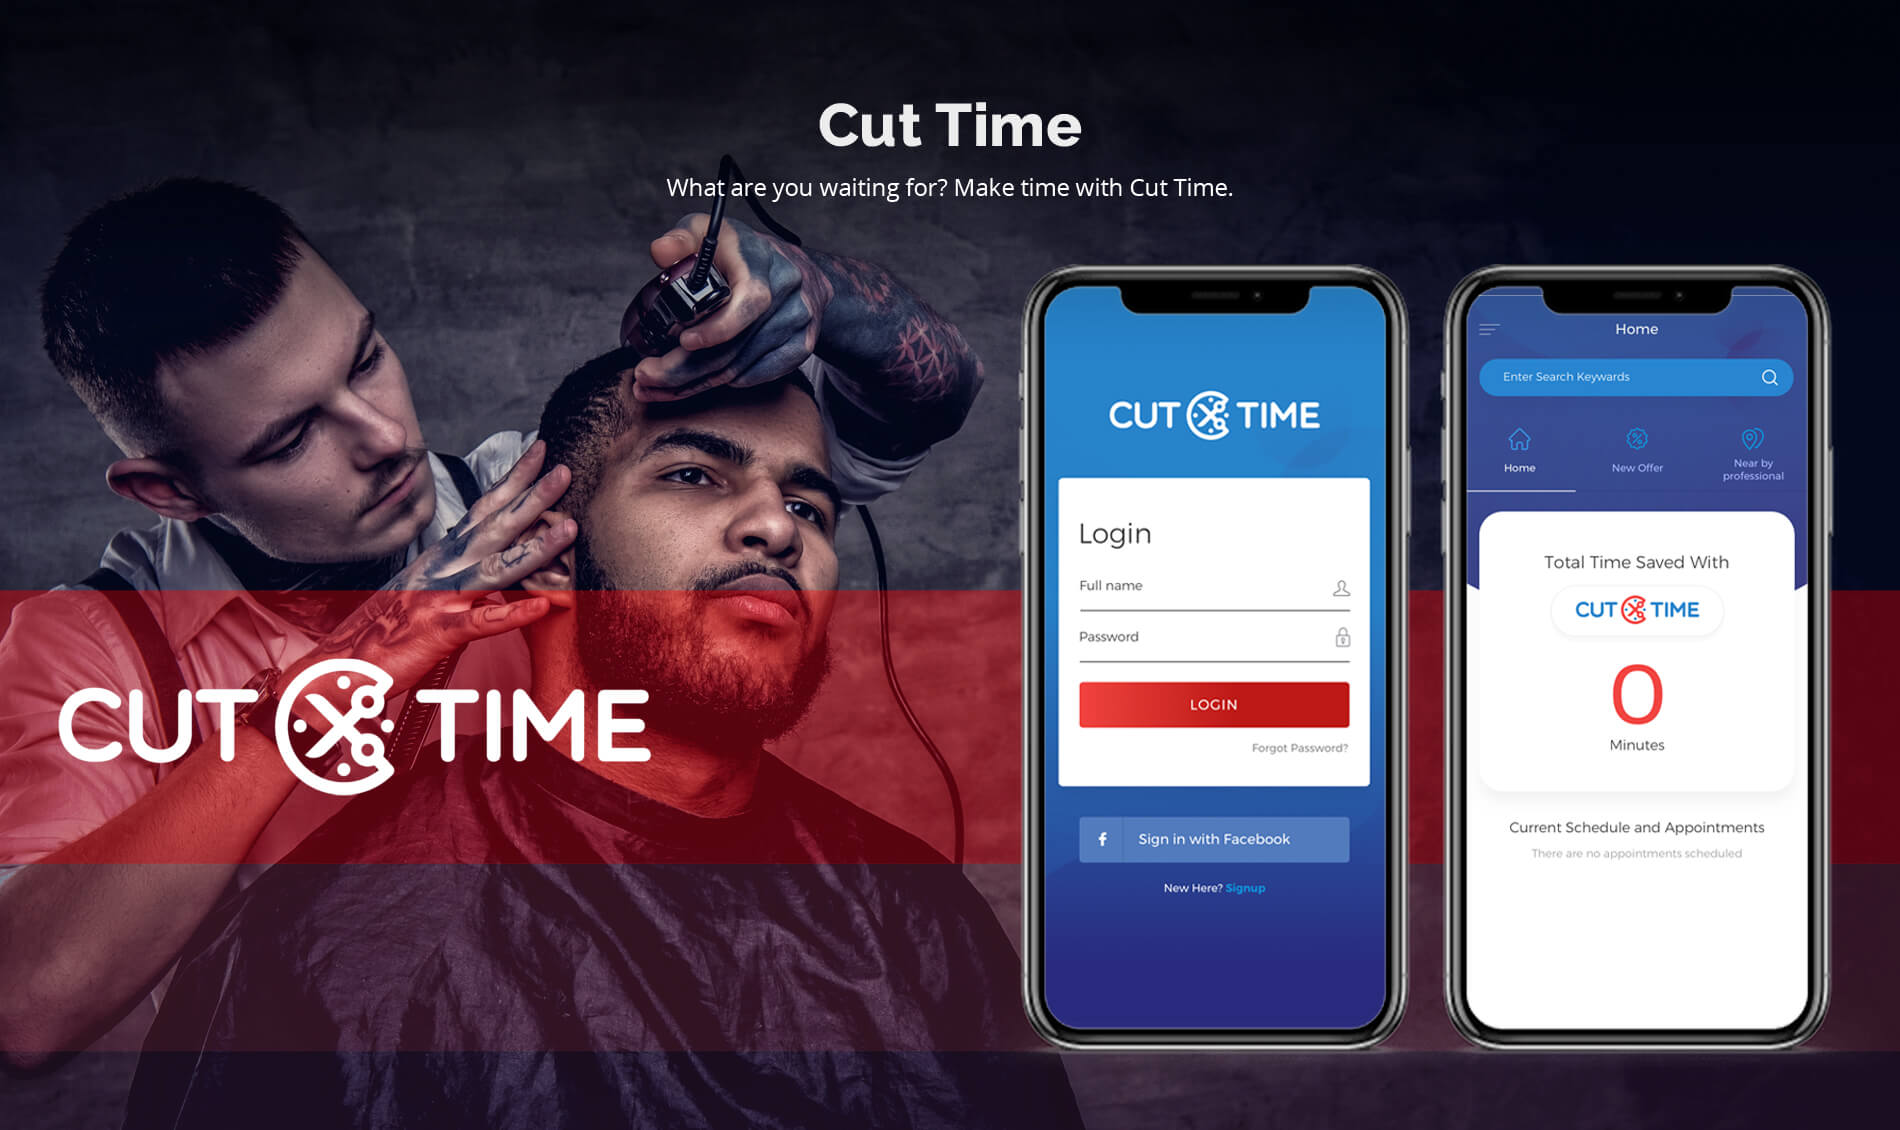 Cut Time
What are you waiting for? Make time with Cut Time.
CUT TIME
CUT TIME
Login
Full name
Password
LOGIN
Forgot Password?
f
Sign in with Facebook
New Here? Signup
Home
Enter Search Keywards
Home
New Offer
Near by
professional
Total Time Saved With
CUT TIME
0
Minutes
Current Schedule and Appointments
There are no appointments scheduled